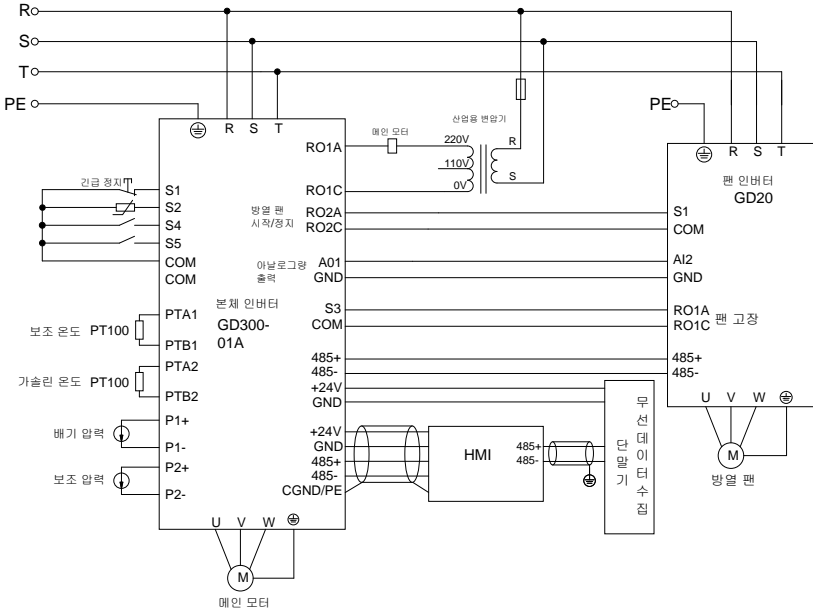 R
S
T
PE
R S T
긴급 정지
S1
S2
S4
S5
COM
COM
보조 온도 PT100
PTA1
PTB1
가솔린 온도 PT100
PTA2
PTB2
배기 압력
P1+
P1-
보조 압력
P2+
P2-
본체 인버터
GD300-
01A
RO1A
RO1C
방열 팬
시작/정지
RO2A
RO2C
아날로그량
출력
A01
GND
S3
COM
485+
485-
+24V
GND
+24V
GND
485+
485-
CGND/PE
U V W
M
메인 모터
메인 모터
산업용 변압기
220V
110V
0V
R
S
HMI
485+
485-
무선데이터수집
단말기
PE
R S T
팬 인버터
GD20
S1
COM
AI2
GND
RO1A
RO1C
팬 고장
485+
485-
U V W
M
방열 팬